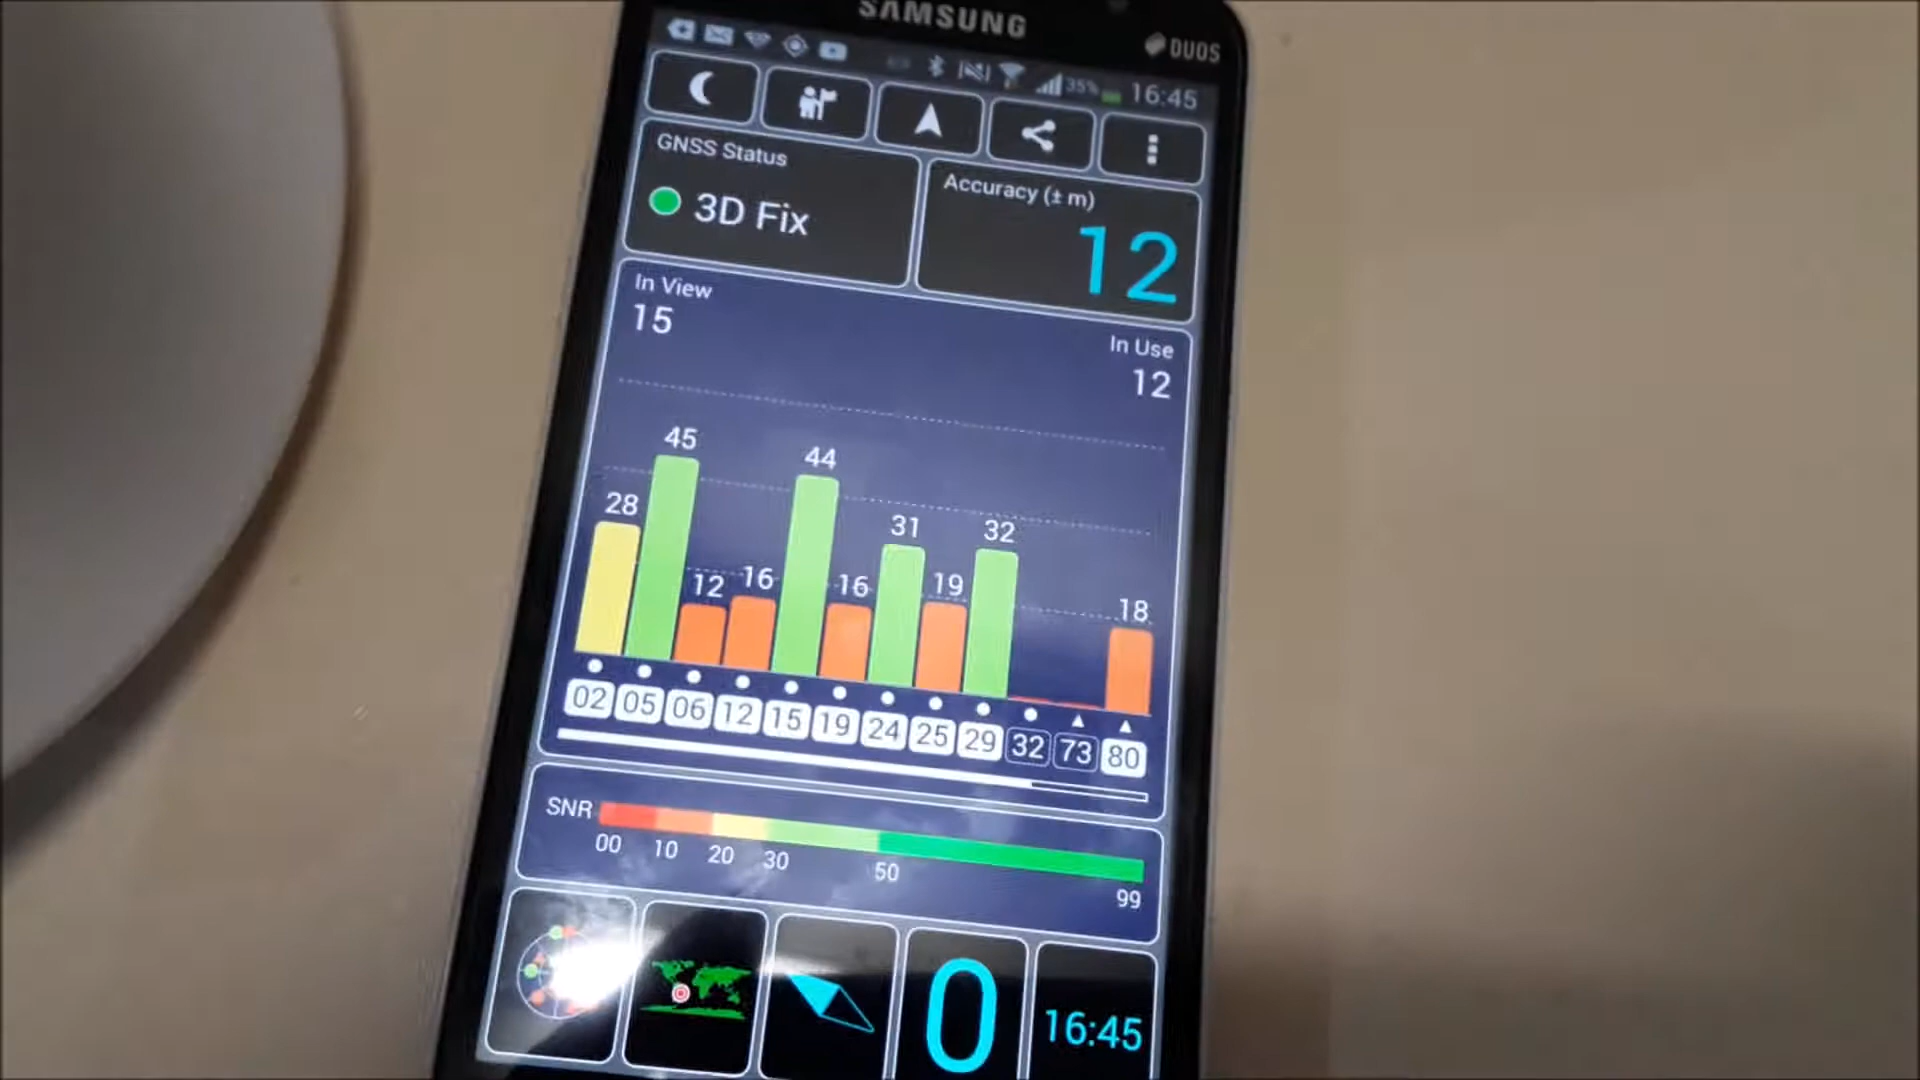 SAMSUNG
DUOS
35% 16:45
GNSS Status
3D Fix
Accuracy (± m)
12
In View
15
In Use
12
28 45 12 16 44 16 31 19 32 18
02 05 06 12 15 19 24 25 29 32 73 80
SNR
00 10 20 30 50 99
0
16:45